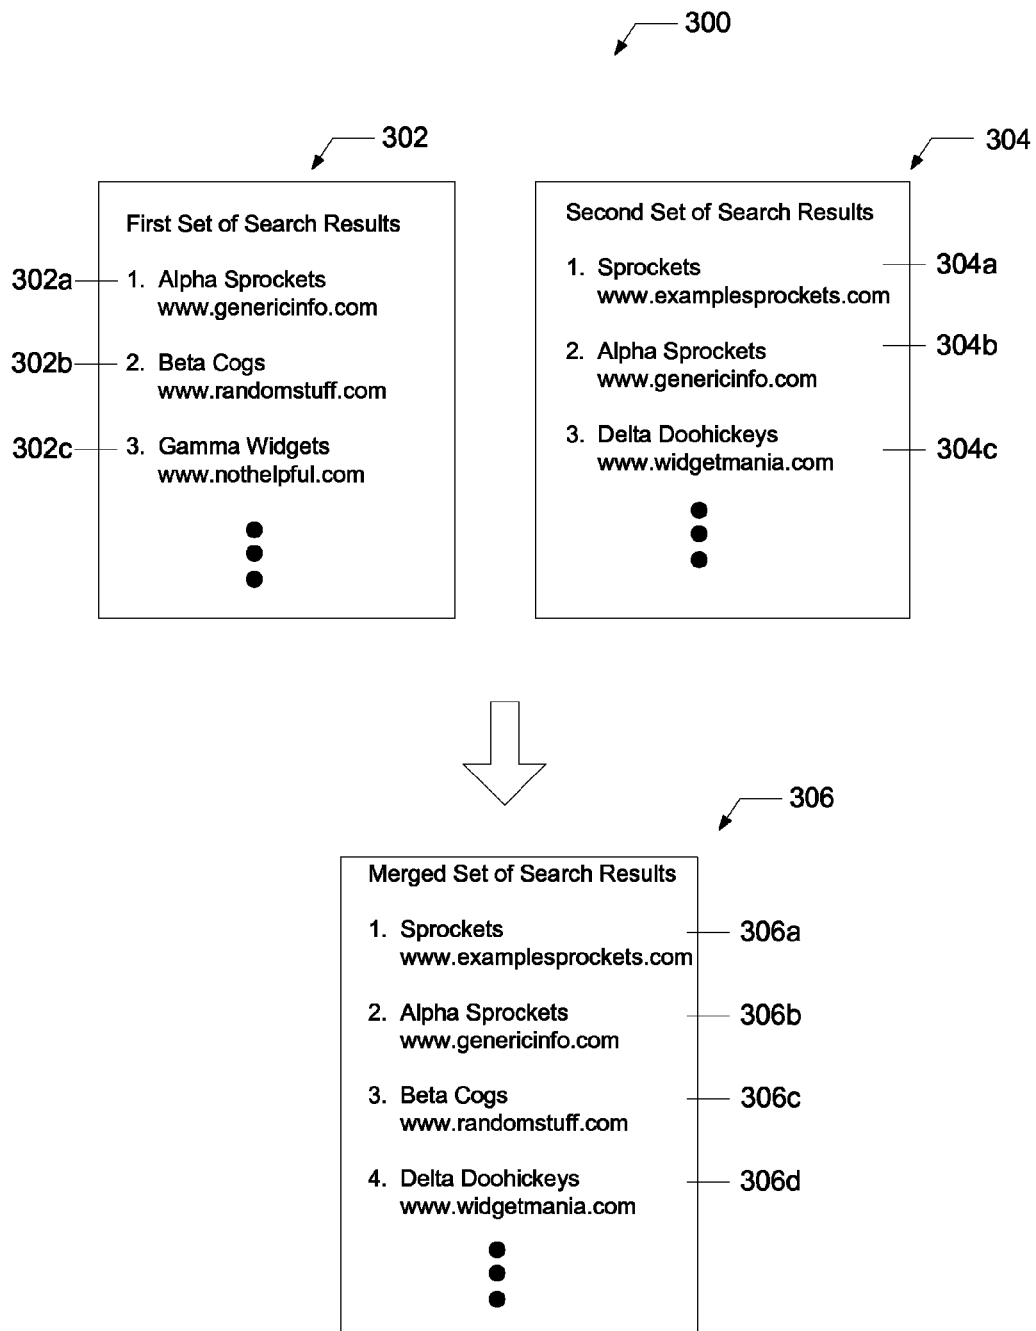 300
302
304
First Set of Search Results
302a
1. Alpha Sprockets
www.genericinfo.com
302b
2. Beta Cogs
www.randomstuff.com
302c
3. Gamma Widgets
www.nothelpful.com
Second Set of Search Results
1. Sprockets
www.examplesprockets.com
304a
2. Alpha Sprockets
www.genericinfo.com
304b
3. Delta Doohickeys
www.widgetmania.com
304c
306
Merged Set of Search Results
1. Sprockets
www.examplesprockets.com
306a
2. Alpha Sprockets
www.genericinfo.com
306b
3. Beta Cogs
www.randomstuff.com
306c
4. Delta Doohickeys
www.widgetmania.com
306d